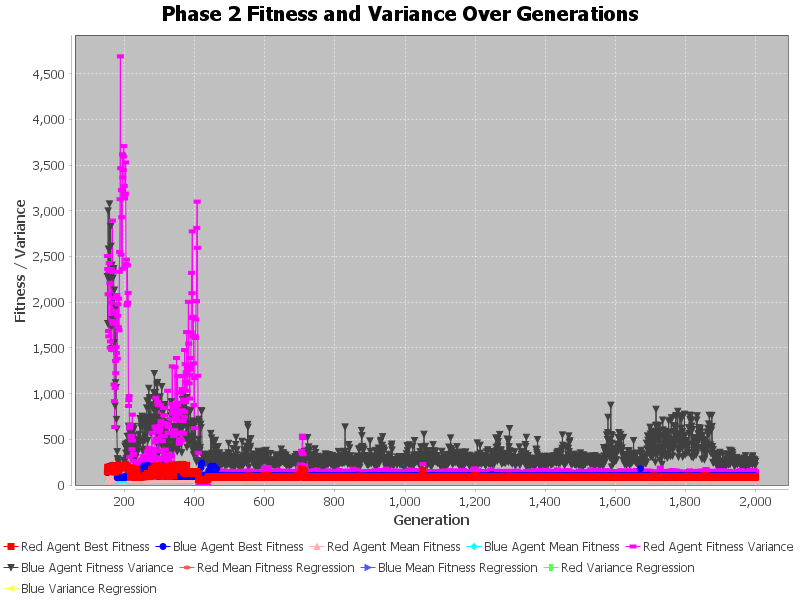 Phase 2 Fitness and Variance Over Generations
Fitness / Variance
4,500
4,000
3,500
3,000
2,500
2,000
1,500
1,000
500
0
200 400 600 800 1,000 1,200 1,400 1,600 1,800 2,000
Generation
Red Agent Best Fitness Blue Agent Best Fitness Red Agent Mean Fitness Blue Agent Mean Fitness Red Agent Fitness Variance
Blue Agent Fitness Variance Red Mean Fitness Regression Blue Mean Fitness Regression Red Variance Regression
Blue Variance Regression